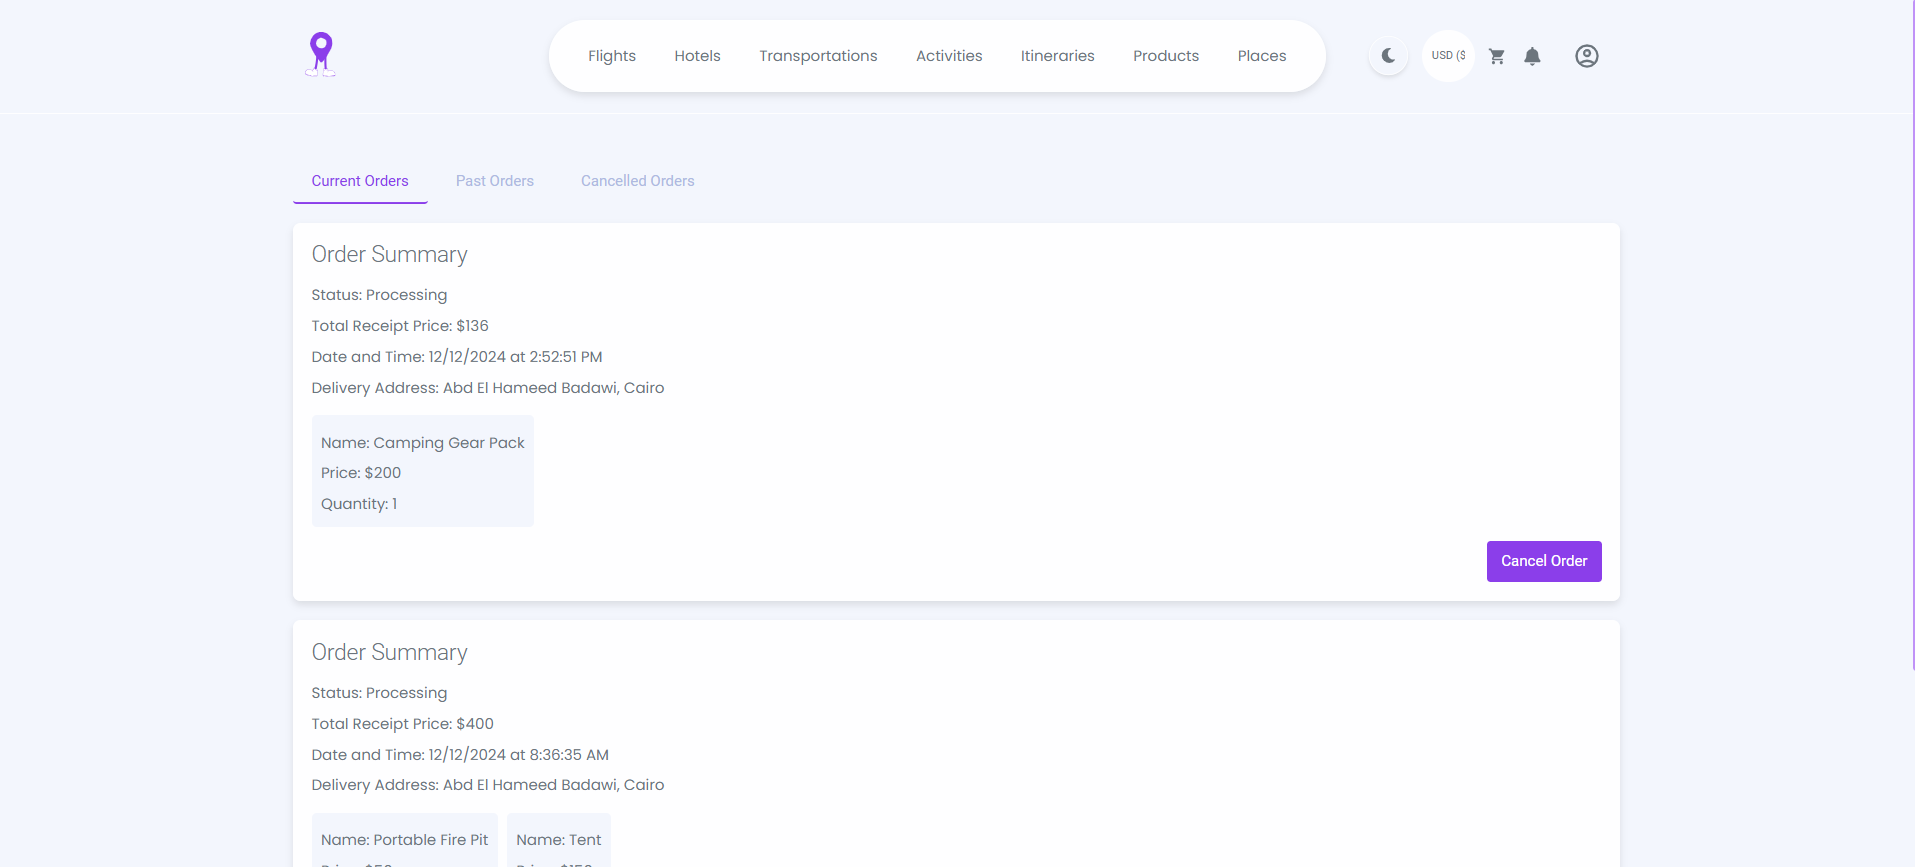 Flights Hotels Transportations Activities Itineraries Products Places USD ($
Current Orders Past Orders Cancelled Orders
Order Summary
Status: Processing
Total Receipt Price: $136
Date and Time: 12/12/2024 at 2:52:51 PM
Delivery Address: Abd El Hameed Badawi, Cairo
Name: Camping Gear Pack
Price: $200
Quantity: 1
Cancel Order
Order Summary
Status: Processing
Total Receipt Price: $400
Date and Time: 12/12/2024 at 8:36:35 AM
Delivery Address: Abd El Hameed Badawi, Cairo
Name: Portable Fire Pit Name: Tent